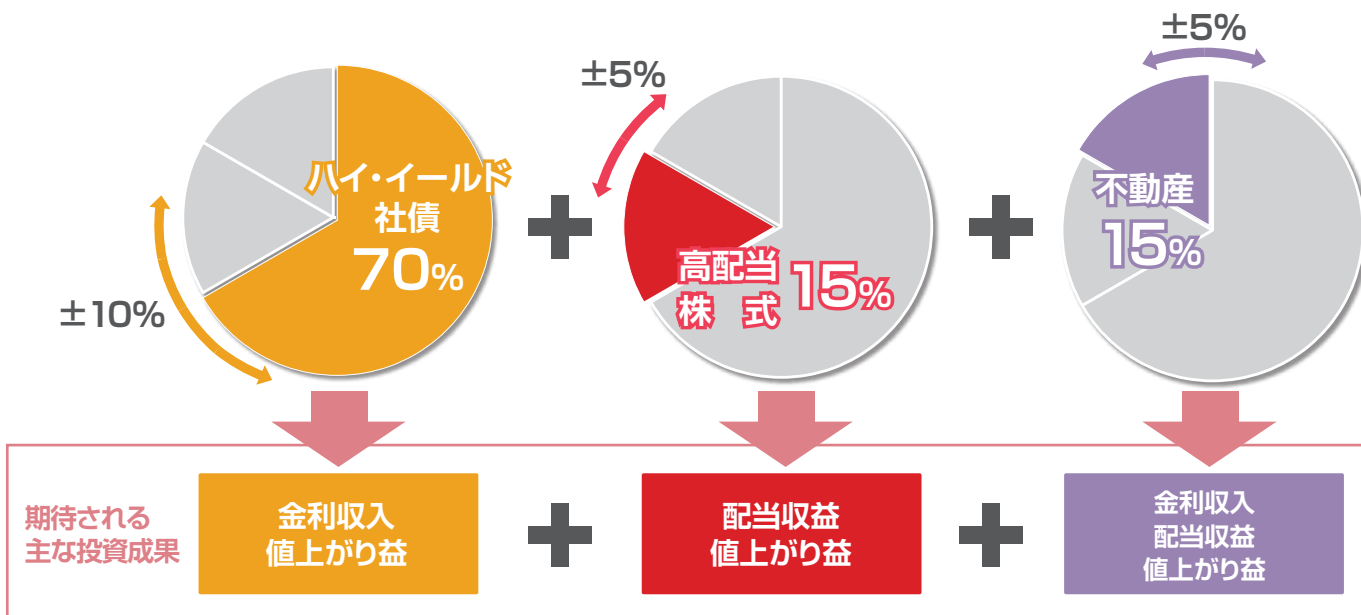 ±10%
ハイ・イールド
社債
70%
±5%
高配当
株 式
15%
±5%
不動産
15%
期待される
主な投資成果
金利収入
値上がり益
配当収益
値上がり益
金利収入
配当収益
値上がり益